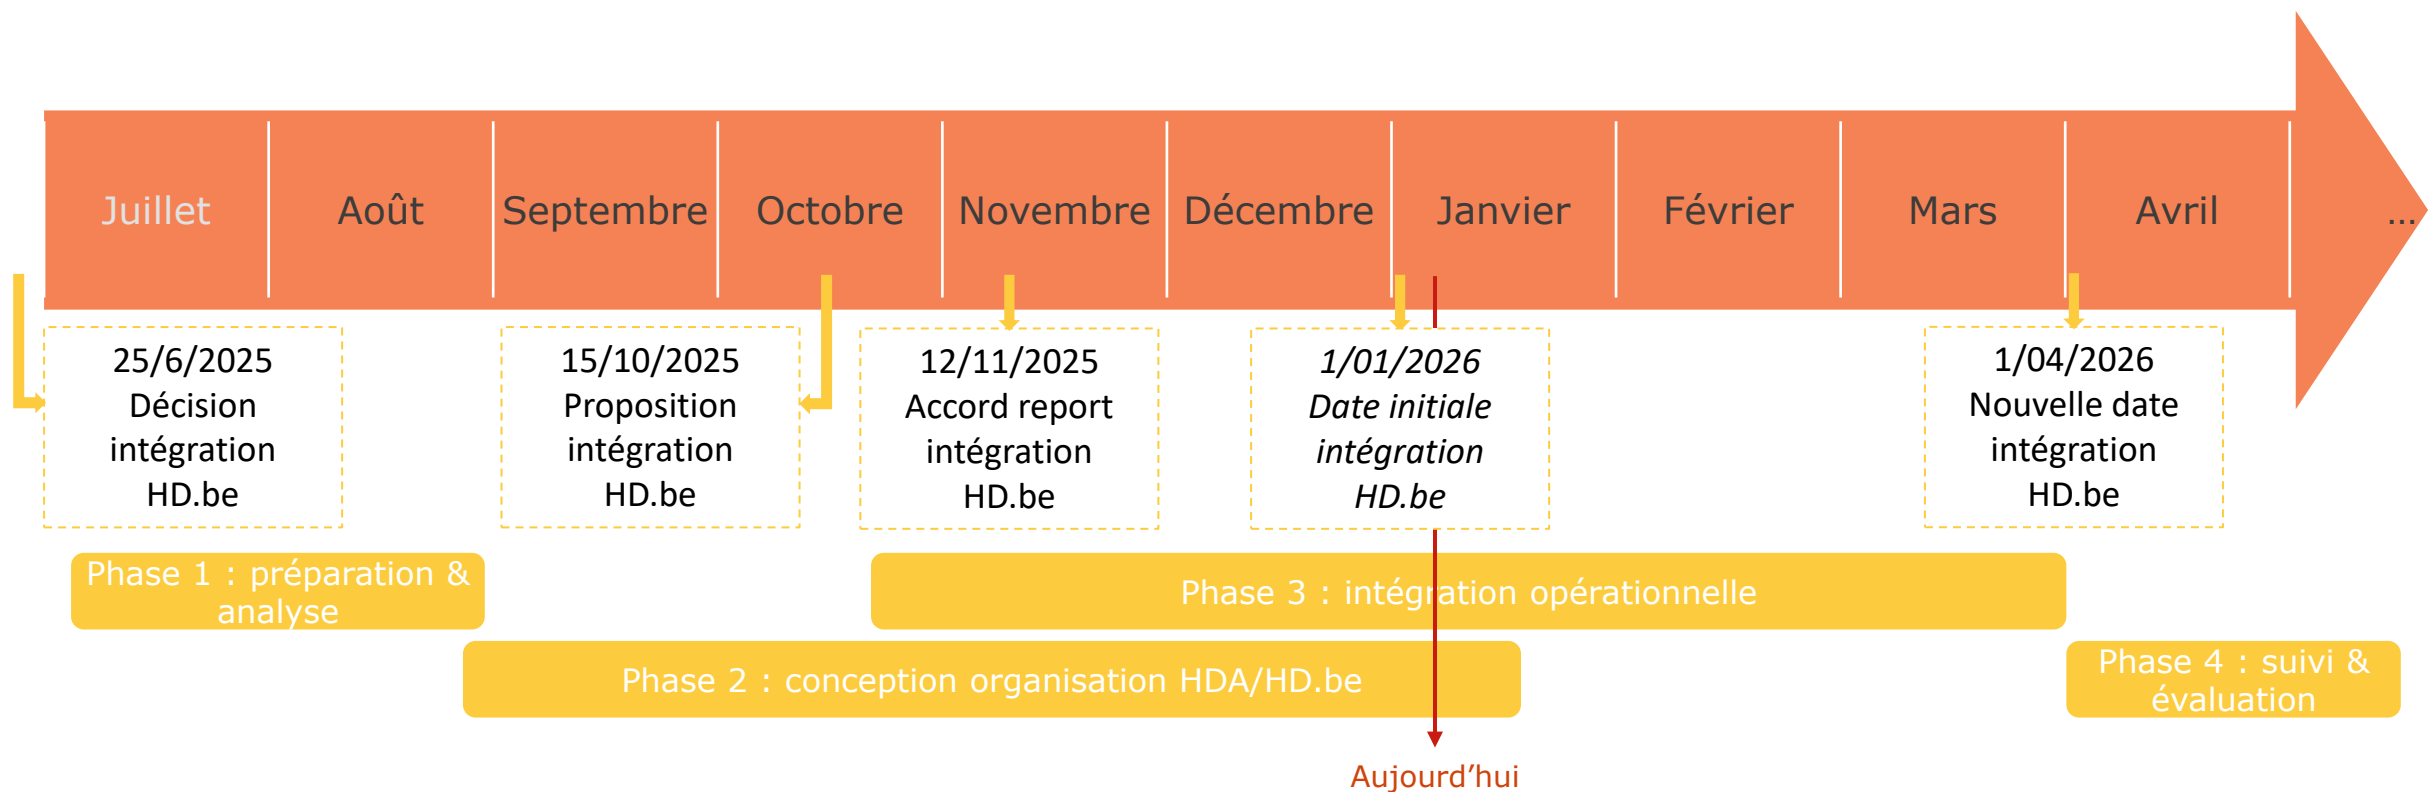 Juillet
Août
Septembre
Octobre
Novembre
Décembre
Janvier
Février
Mars
Avril
...
25/6/2025
Décision
intégration
HD.be
15/10/2025
Proposition
intégration
HD.be
12/11/2025
Accord report
intégration
HD.be
1/01/2026
Date initiale
intégration
HD.be
1/04/2026
Nouvelle date
intégration
HD.be
Phase 1 : préparation &
analyse
Phase 3 : intégration opérationnelle
Phase 2 : conception organisation HDA/HD.be
Phase 4 : suivi &
évaluation
Aujourd’hui